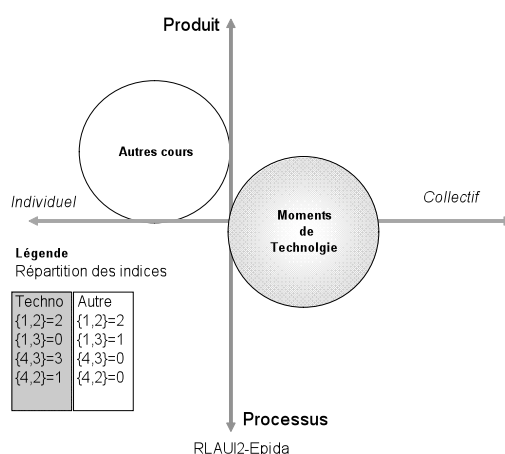 Produit
Autres cours
Individuel
Collectif
Moments
de
Technolgie
Légende
Répartition des indices
Techno Autre
{1,2}=2 {1,2}=2
{1,3}=0 {1,3}=1
{4,3}=3 {4,3}=0
{4,2}=1 {4,2}=0
Processus
RLAUI2-Epida